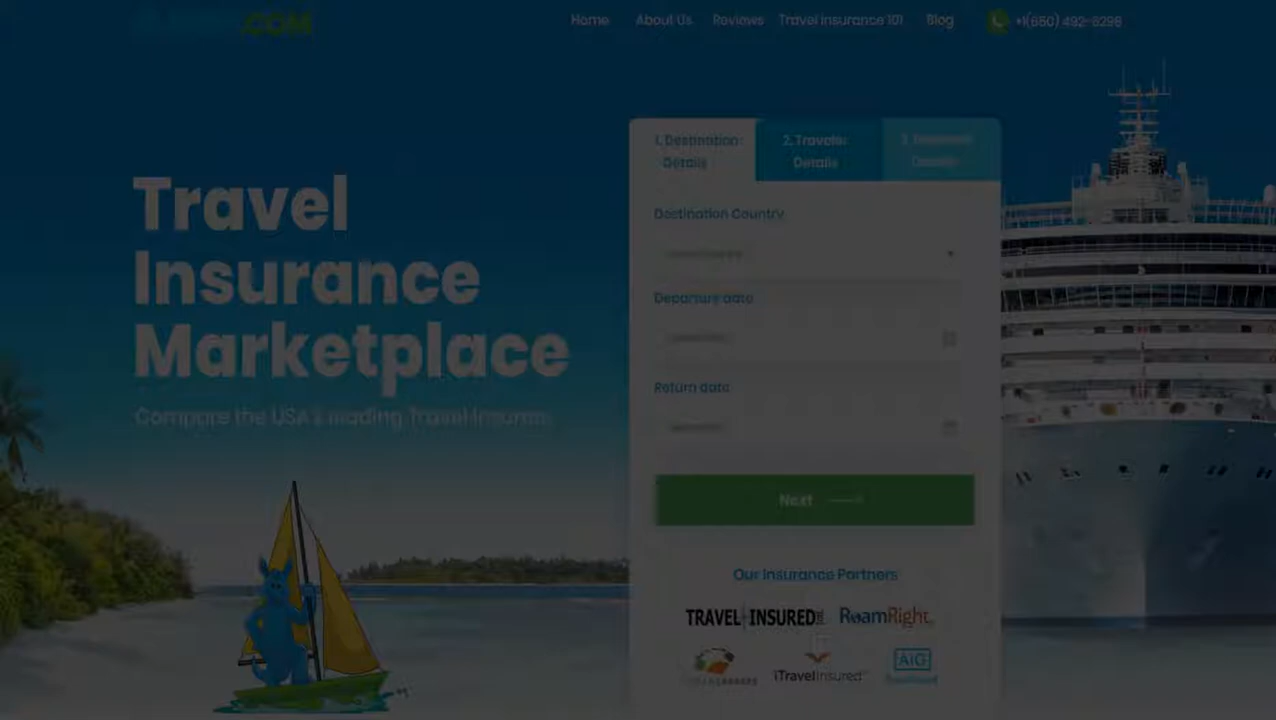 .COM
Home About Us Reviews Travel Insurance 101 Blog +1(650) 492-6298
1. Destination
Details
2. Traveler
Details
Travel
Insurance
Marketplace
Compare the USA's leading Travel Insurers
Destination Country
Departure date
Return date
Next
Our Insurance Partners
TRAVEL INSURED
RoamRight
iTravelInsured
AIG